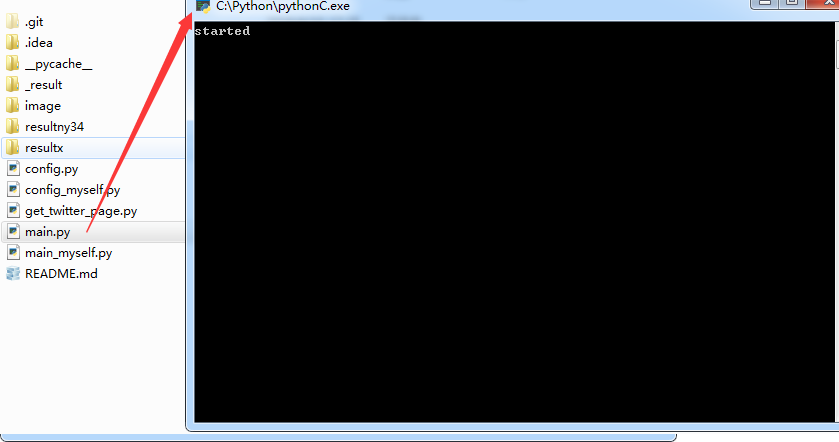 .git
.idea
__pycache__
_result
image
resultny34
resultx
config.py
config_myself.py
get_twitter_page.py
main.py
main_myself.py
README.md
C:\Python\pythonC.exe
started